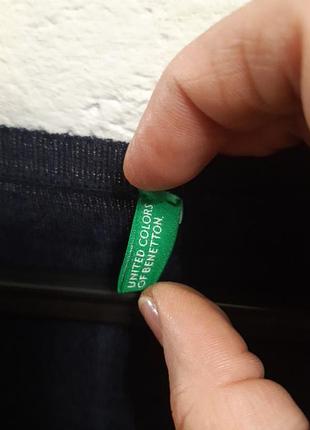 UNITED COLORS
OF BENETTON.